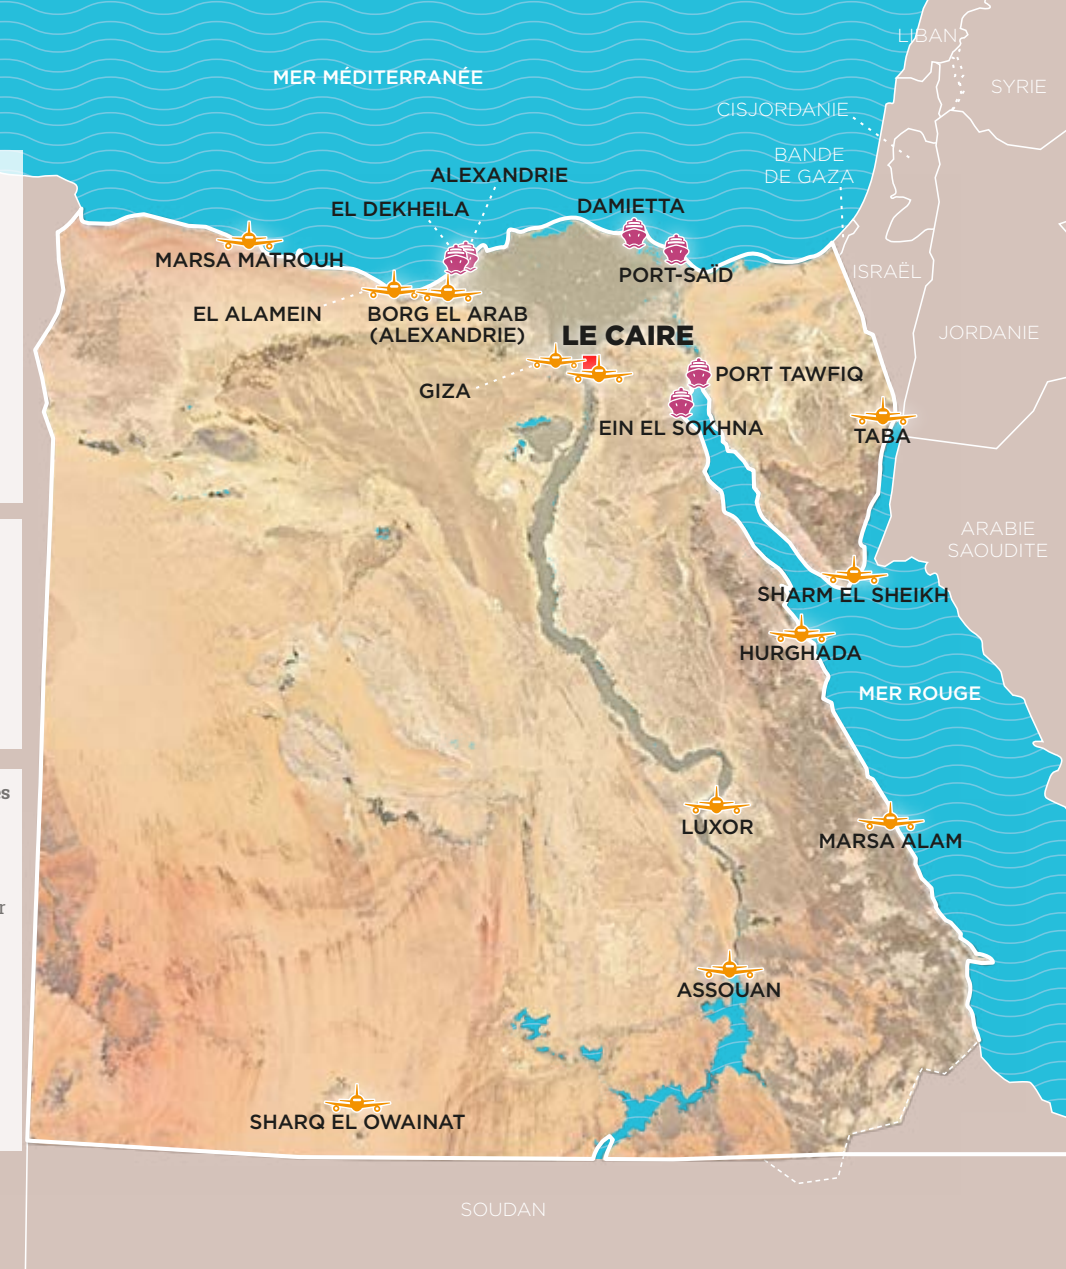 LIBAN
MER MÉDITERRANÉE
SYRIE
CISJORDANIE
BANDE
DE GAZA
ALEXANDRIE
EL DEKHEILA
DAMIETTA
MARSA MATROUH
PORT-SAÏD
ISRAËL
EL ALAMEIN
BORG EL ARAB
(ALEXANDRIE)
LE CAIRE
JORDANIE
GIZA
PORT TAWFIQ
EIN EL SOKHNA
TABA
ARABIE
SAOUDITE
SHARM EL SHEIKH
HURGHADA
MER ROUGE
LUXOR
MARSA ALAM
ASSOUAN
SHARQ EL OWAINAT
SOUDAN